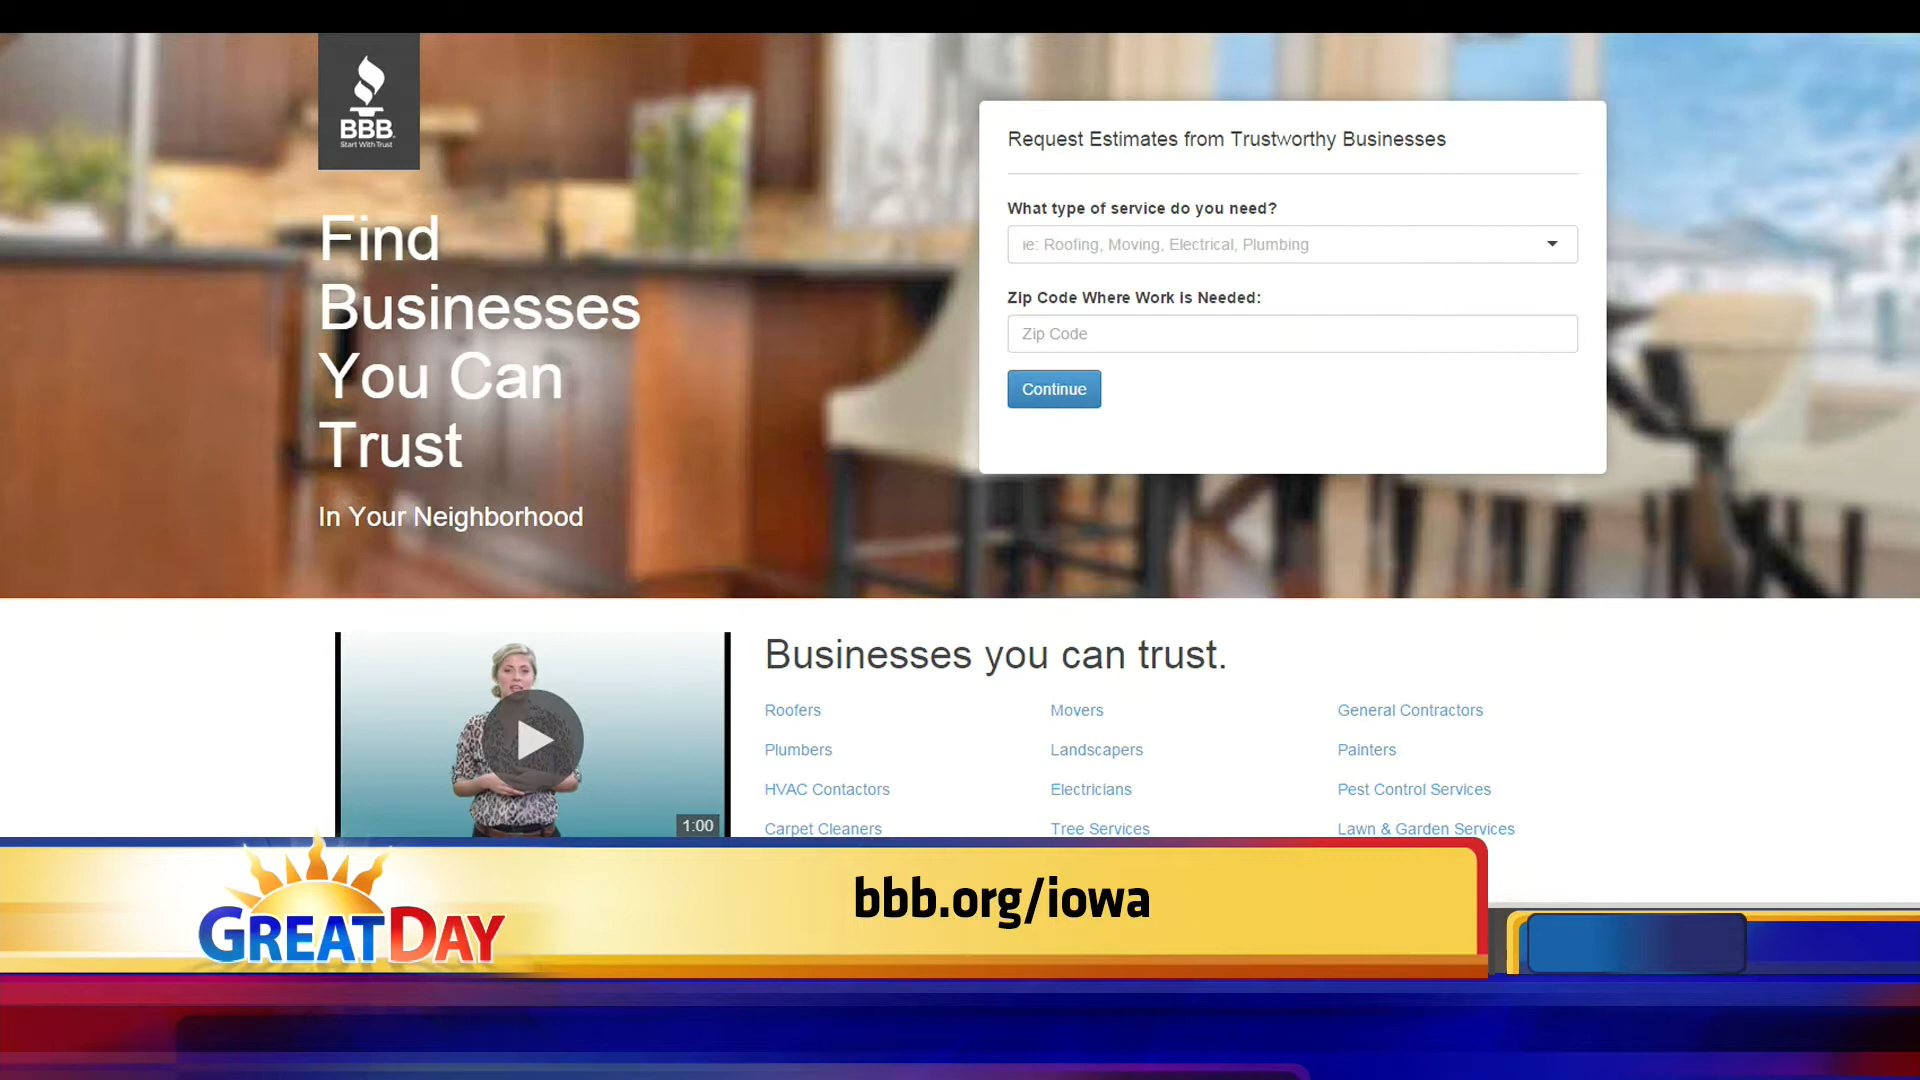 BBB
Start With Trust
Find
Businesses
You Can
Trust
In Your Neighborhood
Request Estimates from Trustworthy Businesses
What type of service do you need?
ie: Roofing, Moving, Electrical, Plumbing
Zip Code Where Work is Needed:
Zip Code
Continue
1:00
Businesses you can trust.
Roofers Movers General Contractors
Plumbers Landscapers Painters
HVAC Contactors Electricians Pest Control Services
Carpet Cleaners Tree Services Lawn & Garden Services
GREAT DAY
bbb.org/iowa